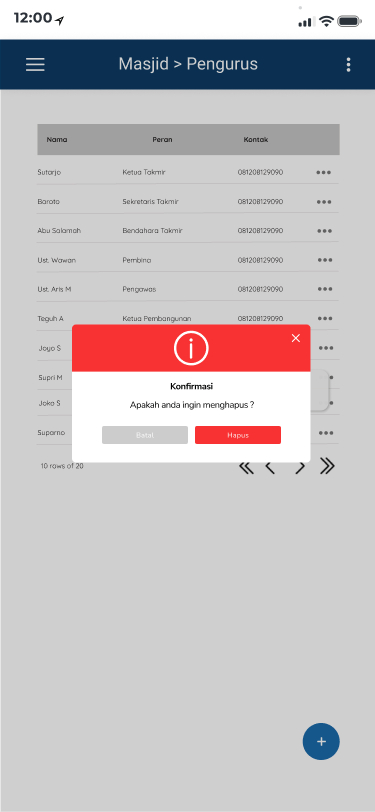 12:00
Masjid > Pengurus
Nama Peran Kontak
Sutarjo Ketua Takmir 081208129090
Barato Sekretaris Takmir 081208129090
Abu Salamah Bendahara Takmir 081208129090
Ust. Wawan Pembina 081208129090
Ust. Aris M Pengawas 081208129090
Teguh A Ketua Pembangunan 081208129090
Joyo S
Supri M
Joko S
Suparno
Konfirmasi
Apakah anda ingin menghapus ?
Batal Hapus
10 rows of 20